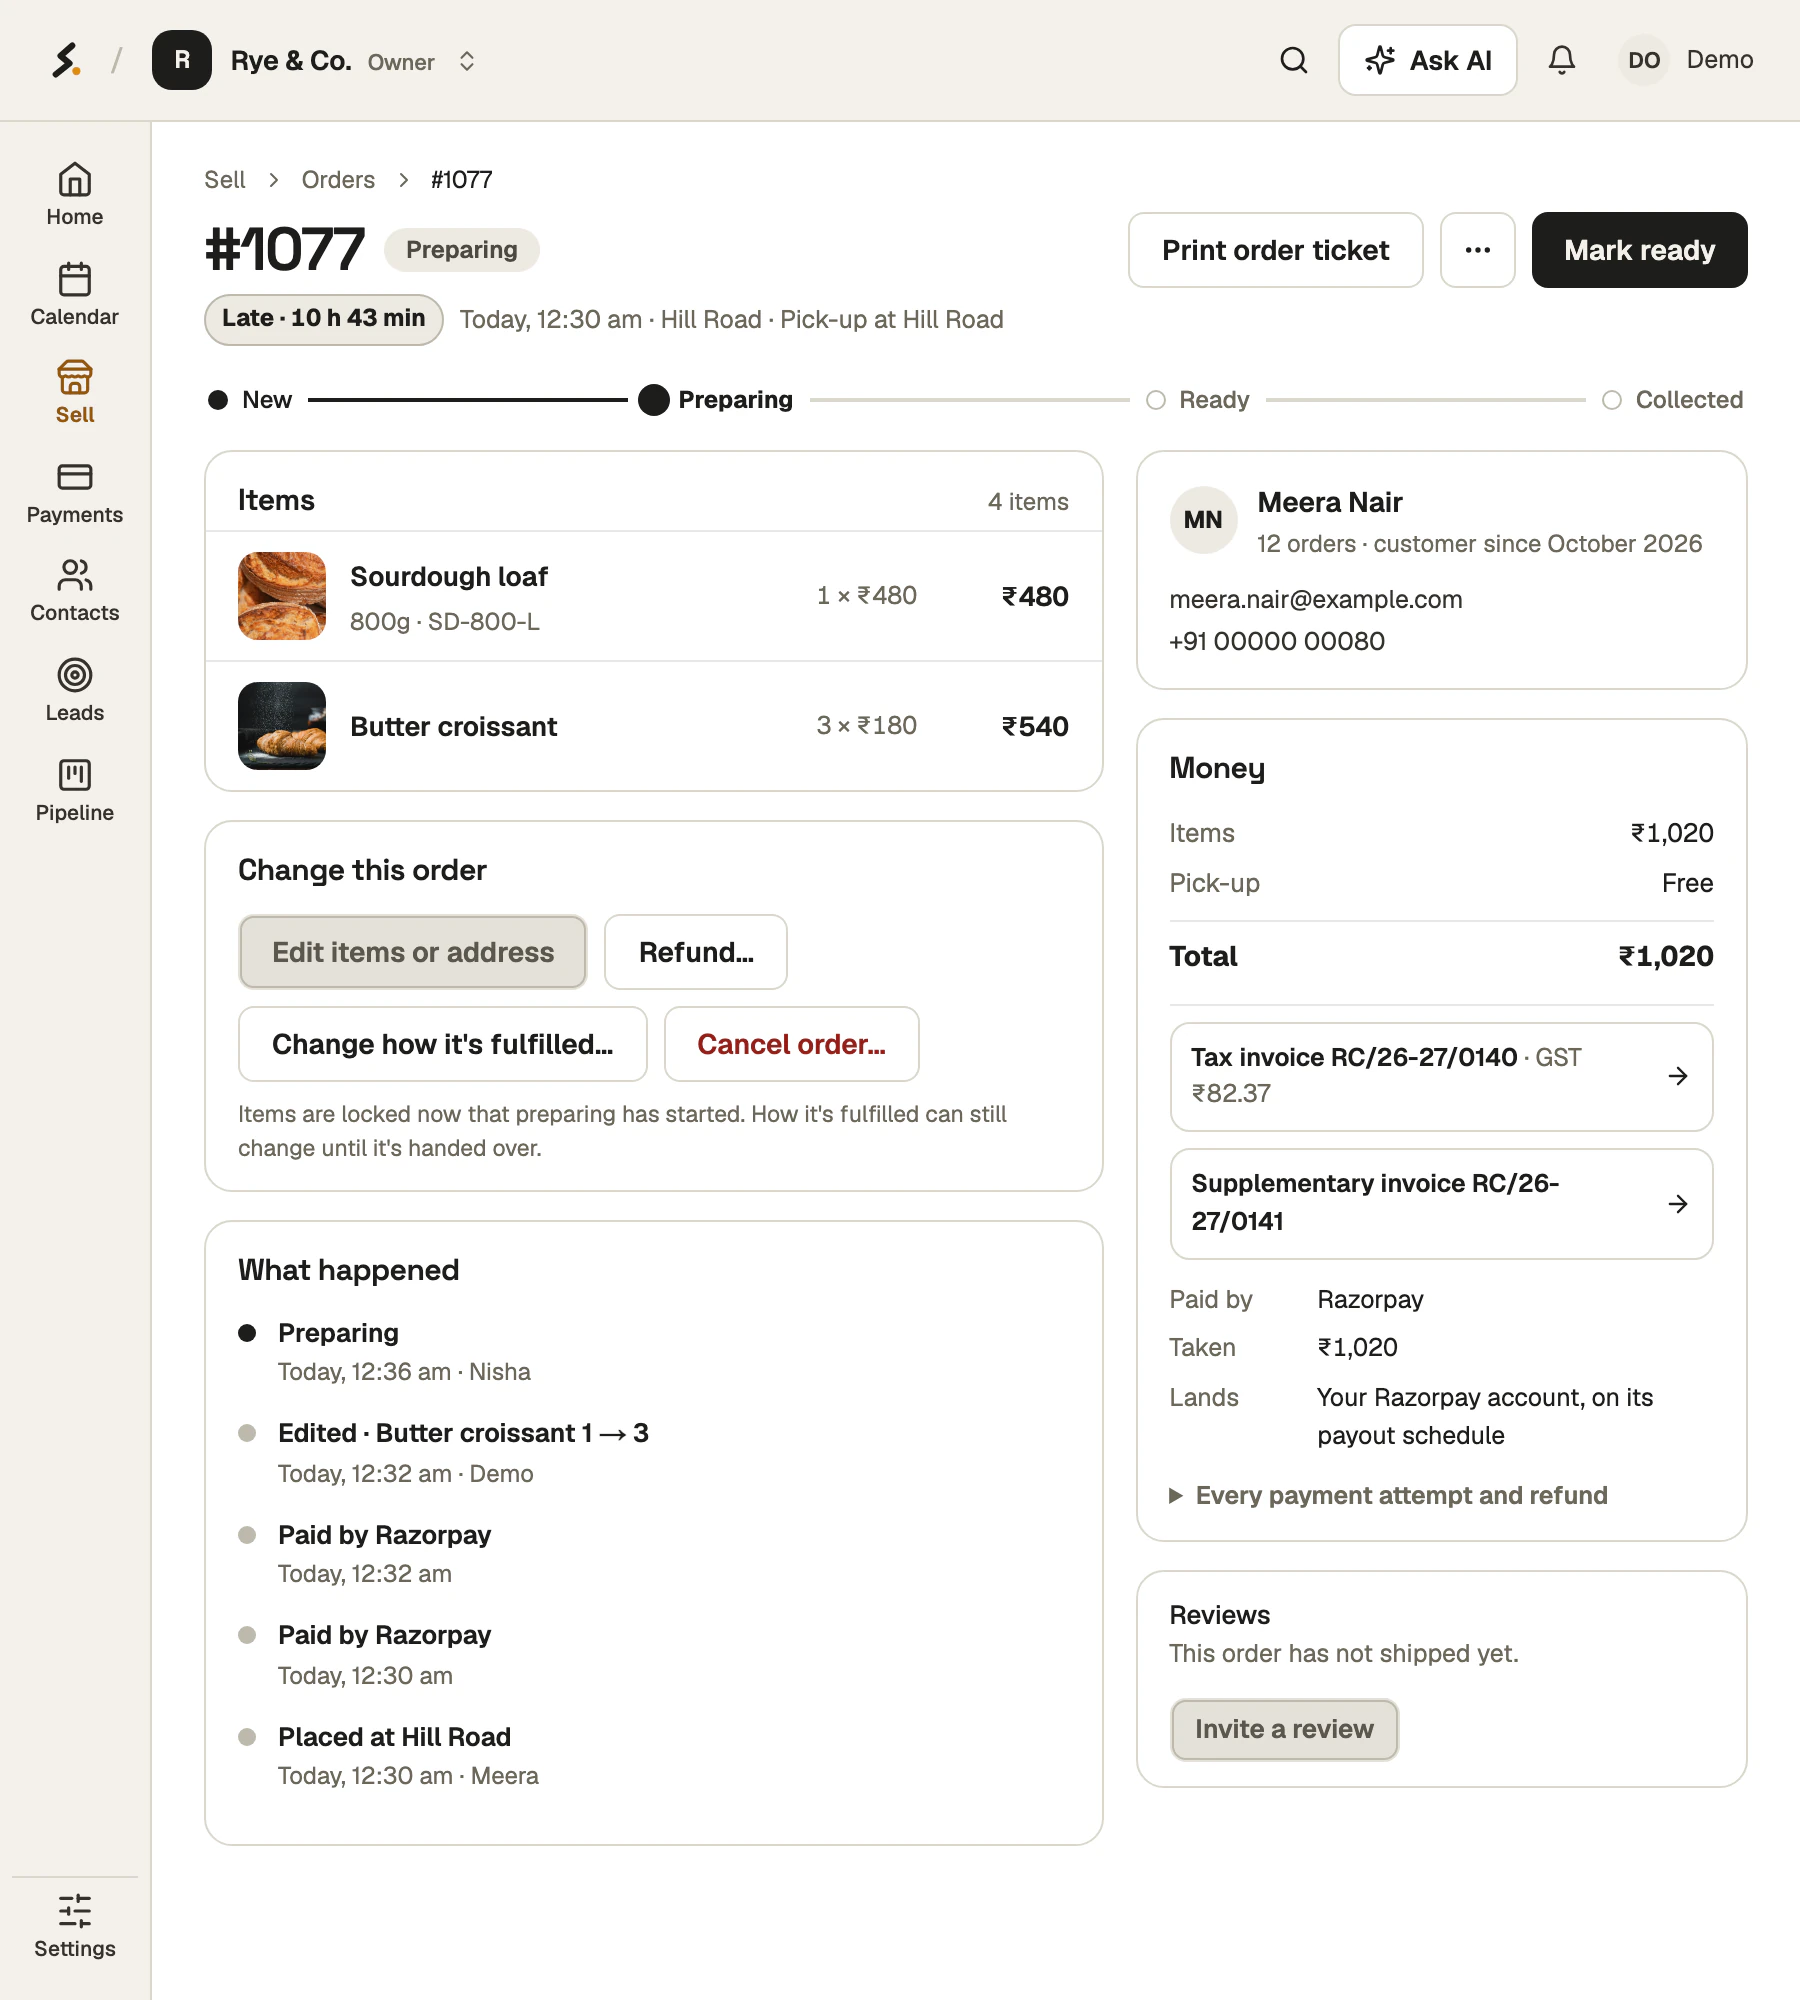 R Rye & Co. Owner
Ask AI
DO Demo
Home
Calendar
Sell
Payments
Contacts
Leads
Pipeline
Settings
Sell > Orders > #1077
#1077 Preparing
Print order ticket
...
Mark ready
Late · 10 h 43 min Today, 12:30 am · Hill Road · Pick-up at Hill Road
New Preparing Ready Collected
Items 4 items
Sourdough loaf 1 × ₹480 ₹480
800g · SD-800-L
Butter croissant 3 × ₹180 ₹540
Change this order
Edit items or address
Refund...
Change how it's fulfilled...
Cancel order...
Items are locked now that preparing has started. How it's fulfilled can still
change until it's handed over.
What happened
Preparing
Today, 12:36 am · Nisha
Edited · Butter croissant 1 → 3
Today, 12:32 am · Demo
Paid by Razorpay
Today, 12:32 am
Paid by Razorpay
Today, 12:30 am
Placed at Hill Road
Today, 12:30 am · Meera
MN Meera Nair
12 orders · customer since October 2026
meera.nair@example.com
+91 00000 00080
Money
Items ₹1,020
Pick-up Free
Total ₹1,020
Tax invoice RC/26-27/0140 · GST
₹82.37
Supplementary invoice RC/26-
27/0141
Paid by Razorpay
Taken ₹1,020
Lands Your Razorpay account, on its
payout schedule
Every payment attempt and refund
Reviews
This order has not shipped yet.
Invite a review